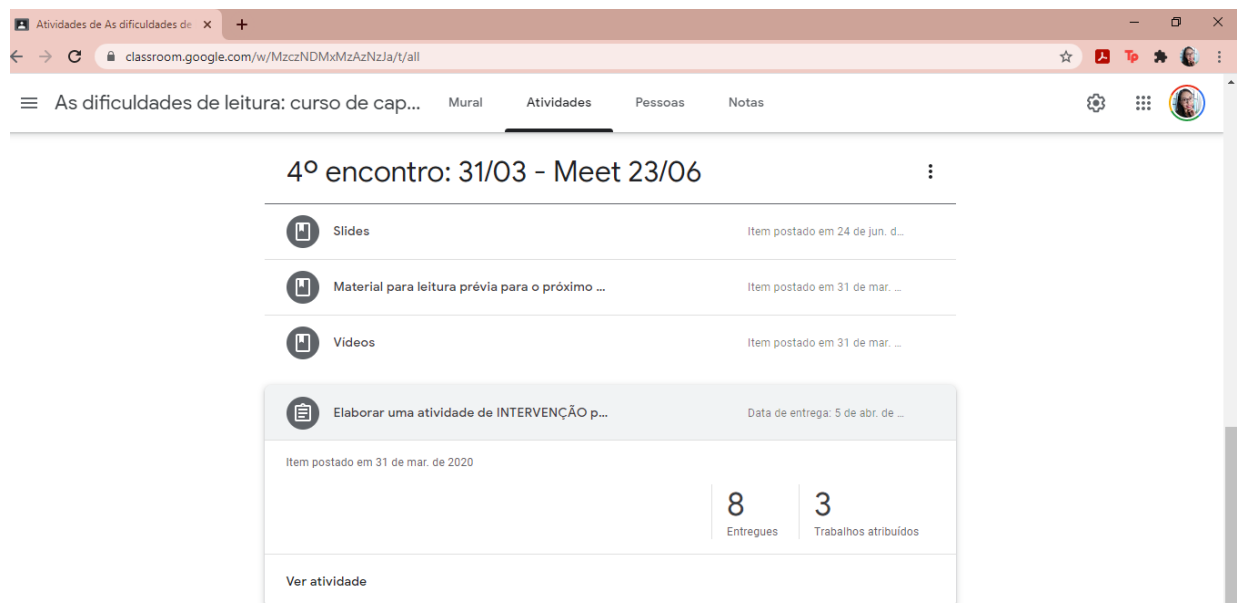 Atividades de As dificuldades de
classroom.google.com/w/MzczNDMxMzAzNzJa/t/all
As dificuldades de leitura: curso de cap... Mural Atividades Pessoas Notas
4º encontro: 31/03 - Meet 23/06
Slides Item postado em 24 de jun. d...
Material para leitura prévia para o próximo ... Item postado em 31 de mar. ...
Vídeos Item postado em 31 de mar. ...
Elaborar uma atividade de INTERVENÇÃO p... Data de entrega: 5 de abr. de ...
Item postado em 31 de mar. de 2020
8 3
Entregues Trabalhos atribuídos
Ver atividade